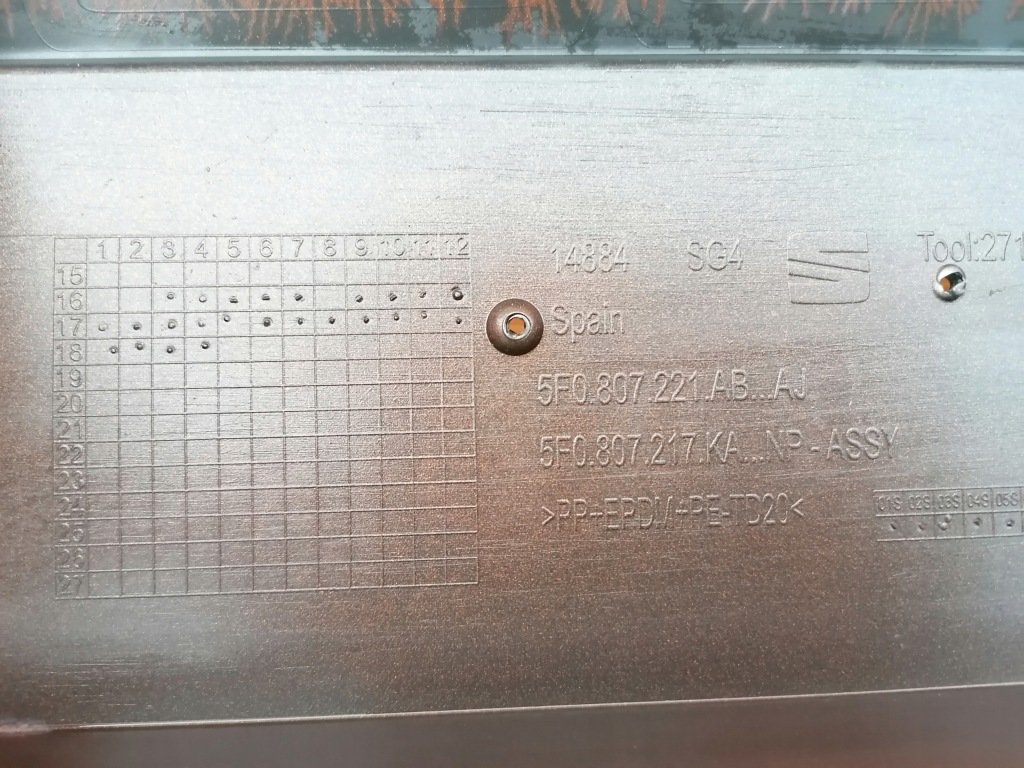 1 2 3 4 5 6 7 8 9 10 11 12
15
16
17
18
19
20
21
22
23
24
25
26
27
14884 SG4
Tool:271
Spain
5F0.807.221.AB...AJ
5F0.807.217.KA...NP - ASSY
>PP+EPDM+PE-TD20<
01S 02S 03S 04S 05S